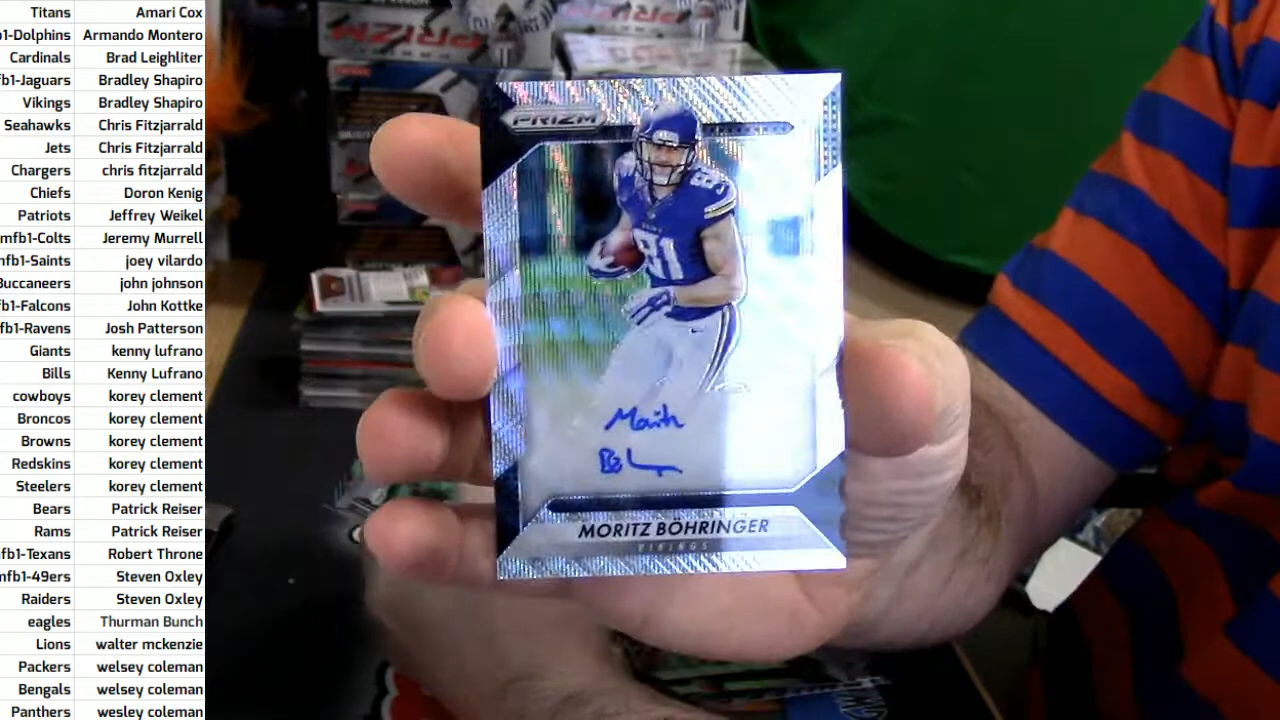 Titans Amari Cox
b1-Dolphins Armando Montero
Cardinals Brad Leighliter
fb1-Jaguars Bradley Shapiro
Vikings Bradley Shapiro
Seahawks Chris Fitzjarrald
Jets Chris Fitzjarrald
Chargers chris fitzjarrald
Chiefs Doron Kenig
Patriots Jeffrey Weikel
mfb1-Colts Jeremy Murrell
nfb1-Saints joey vilardo
Buccaneers john johnson
fb1-Falcons John Kottke
fb1-Ravens Josh Patterson
Giants kenny lufrano
Bills Kenny Lufrano
cowboys korey clement
Broncos korey clement
Browns korey clement
Redskins korey clement
Steelers korey clement
Bears Patrick Reiser
Rams Patrick Reiser
nfb1-Texans Robert Throne
mfb1-49ers Steven Oxley
Raiders Steven Oxley
eagles Thurman Bunch
Lions walter mckenzie
Packers welsey coleman
Bengals welsey coleman
Panthers wesley coleman
PRIZM
PRIZM
PRIZM
81
81
MORITZ BÖHRINGER
VIKINGS